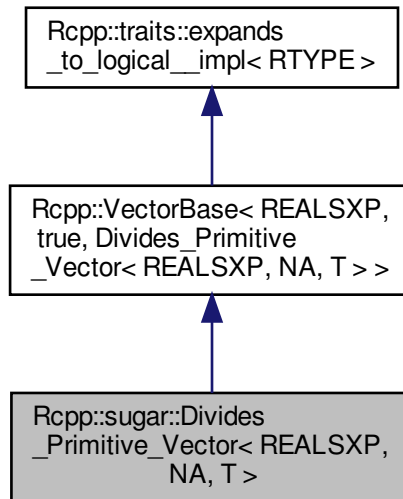 Rcpp::traits::expands
_to_logical__impl< RTYPE >
Rcpp::VectorBase< REALSXP,
true, Divides_Primitive
_Vector< REALSXP, NA, T > >
Rcpp::sugar::Divides
_Primitive_Vector< REALSXP,
NA, T >